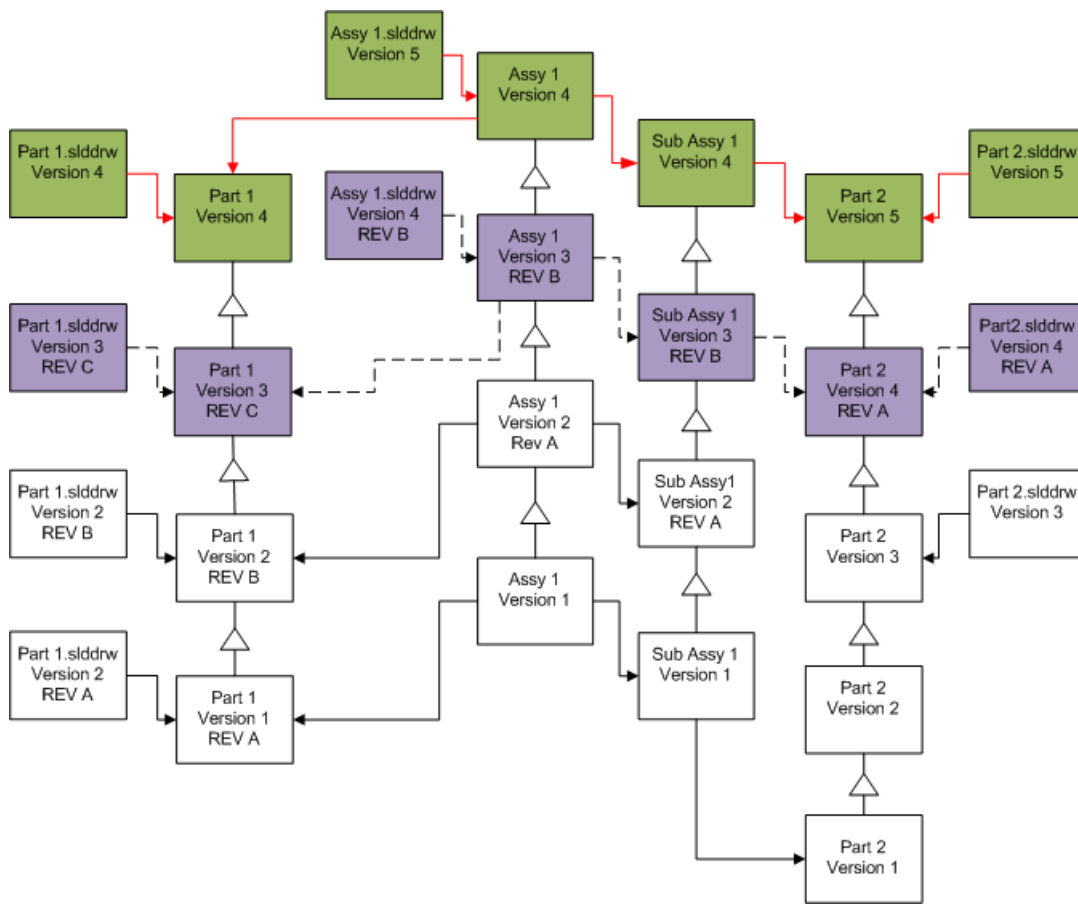 Assy 1.slddrw
Version 5
Assy 1
Version 4
Part 1.slddrw
Version 4
Sub Assy 1
Version 4
Part 2.slddrw
Version 5
Part 1
Version 4
Assy 1.slddrw
Version 4
REV B
Part 2
Version 5
Assy 1
Version 3
REV B
Part 1.slddrw
Version 3
REV C
Sub Assy 1
Version 3
REV B
Part2.slddrw
Version 4
REV A
Part 1
Version 3
REV C
Part 2
Version 4
REV A
Assy 1
Version 2
Rev A
Part 1.slddrw
Version 2
REV B
Sub Assy1
Version 2
REV A
Part 2.slddrw
Version 3
Part 1
Version 2
REV B
Part 2
Version 3
Assy 1
Version 1
Part 1.slddrw
Version 2
REV A
Sub Assy 1
Version 1
Part 1
Version 1
REV A
Part 2
Version 2
Part 2
Version 1